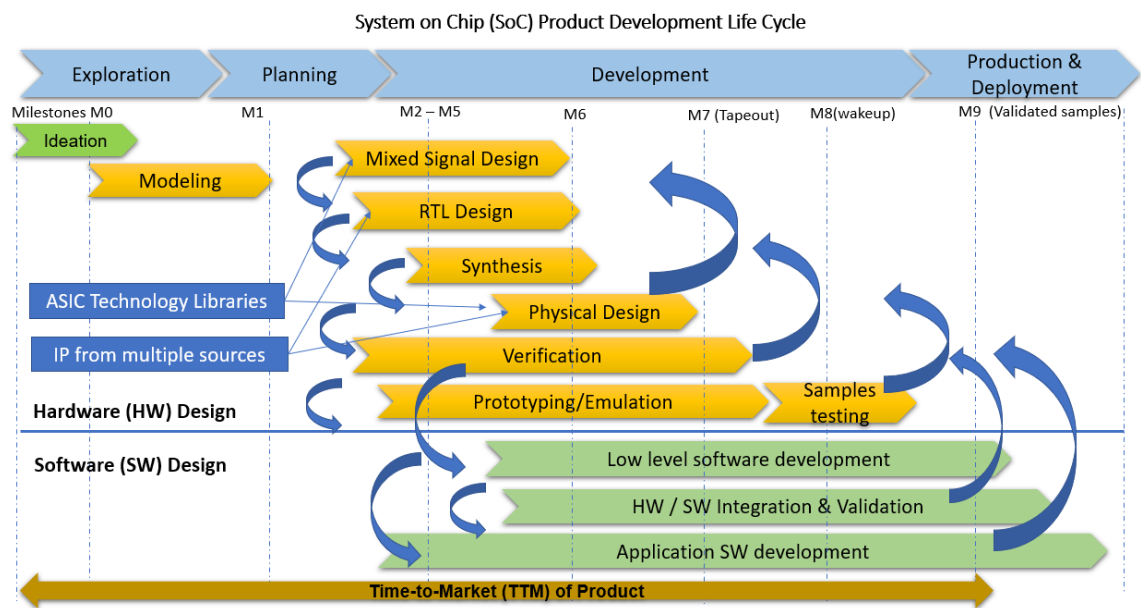 System on Chip (SoC) Product Development Life Cycle
Exploration
Planning
Development
Production &
Deployment
Milestones M0
M1
M2 – M5
M6
M7 (Tapeout)
M8(wakeup)
M9 (Validated samples)
Ideation
Mixed Signal Design
Modeling
RTL Design
Synthesis
ASIC Technology Libraries
Physical Design
IP from multiple sources
Verification
Prototyping/Emulation
Samples
testing
Hardware (HW) Design
Software (SW) Design
Low level software development
HW / SW Integration & Validation
Application SW development
Time-to-Market (TTM) of Product